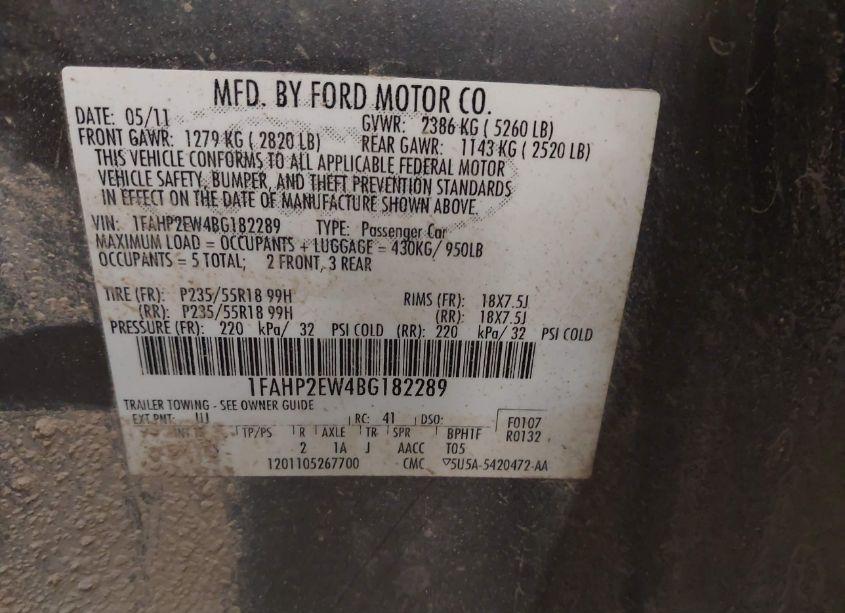 MFD. BY FORD MOTOR CO.
DATE: 05/11 GVWR: 2386 KG ( 5260 LB)
FRONT GAWR: 1279 KG ( 2820 LB) REAR GAWR: 1143 KG ( 2520 LB)
THIS VEHICLE CONFORMS TO ALL APPLICABLE FEDERAL MOTOR
VEHICLE SAFETY, BUMPER, AND THEFT PREVENTION STANDARDS
IN EFFECT ON THE DATE OF MANUFACTURE SHOWN ABOVE.
VIN: 1FAHP2EW4BG182289 TYPE: Passenger Car
MAXIMUM LOAD = OCCUPANTS + LUGGAGE = 430KG/ 950LB
OCCUPANTS = 5 TOTAL; 2 FRONT, 3 REAR
TIRE (FR): P235/55R18 99H RIMS (FR): 18X7.5J
(RR): P235/55R18 99H (RR): 18X7.5J
PRESSURE (FR): 220 kPa/ 32 PSI COLD (RR): 220 kPa/ 32 PSI COLD
1FAHP2EW4BG182289
TRAILER TOWING - SEE OWNER GUIDE
EXT PNT: UJ RC: 41 DSO: F0107
TP/PS R AXLE TR SPR BPH1F R0132
2 1A J AACC T05
1201105267700 CMC ▽5U5A-5420472-AA